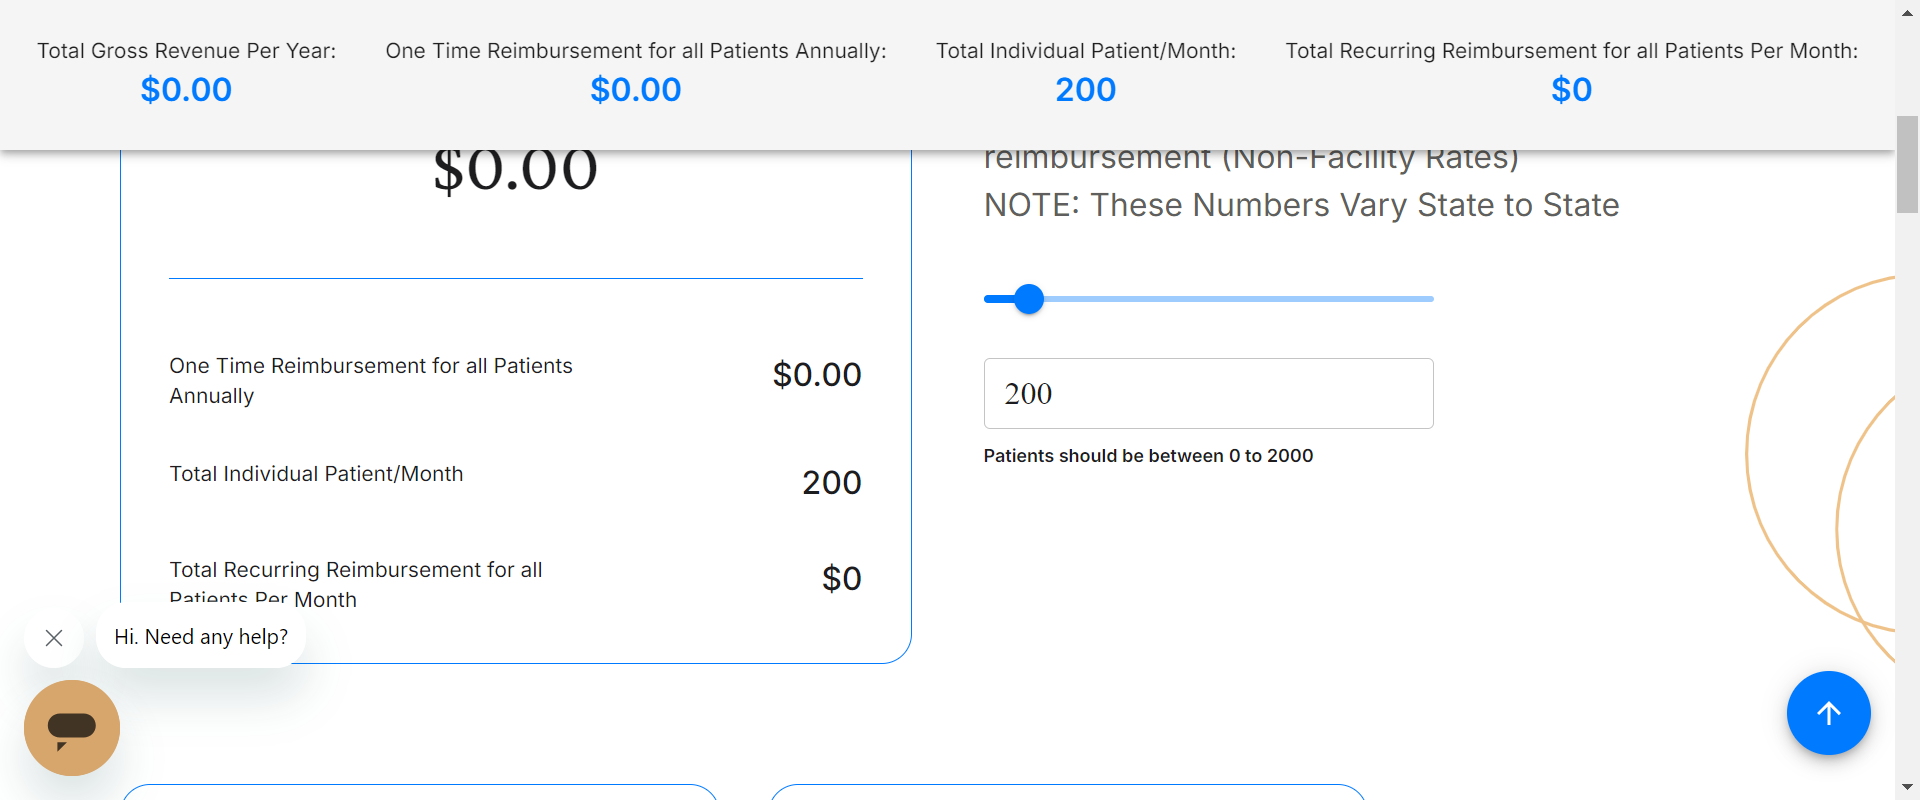 Total Gross Revenue Per Year:
$0.00
One Time Reimbursement for all Patients Annually:
$0.00
Total Individual Patient/Month:
200
Total Recurring Reimbursement for all Patients Per Month:
$0
$0.00
One Time Reimbursement for all Patients
Annually
$0.00
Total Individual Patient/Month
200
Total Recurring Reimbursement for all
Patients Per Month
$0
reimbursement (Non-Facility Rates)
NOTE: These Numbers Vary State to State
200
Patients should be between 0 to 2000
Hi. Need any help?